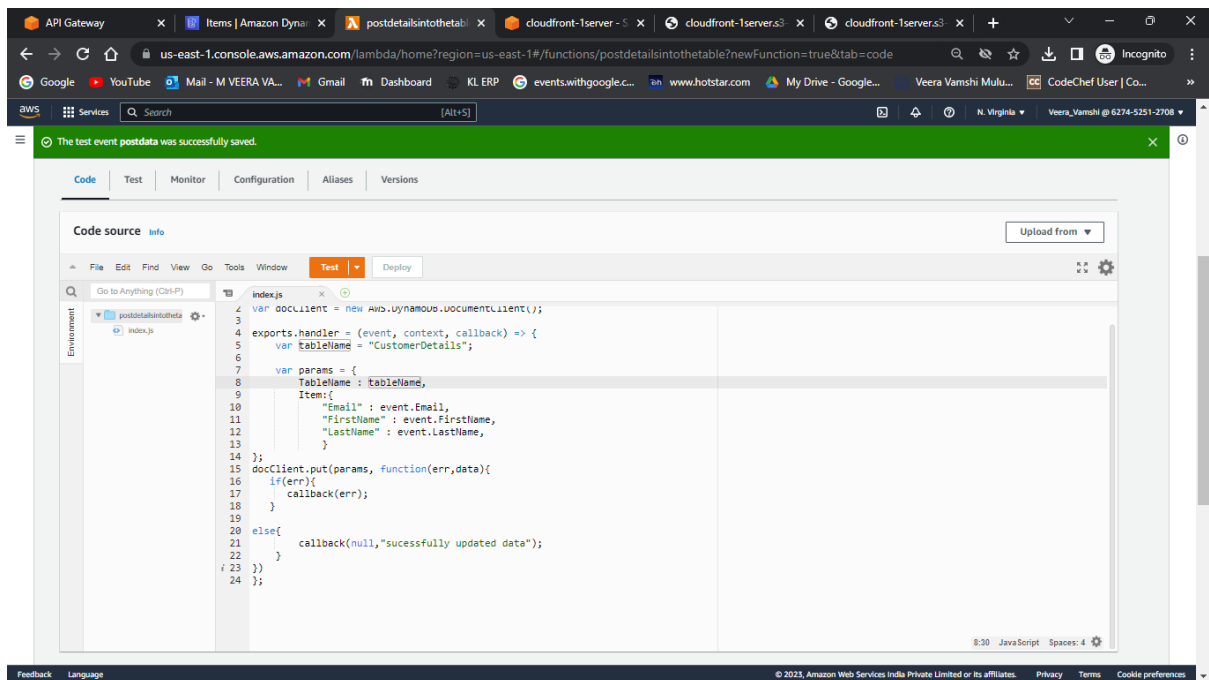 API Gateway
Items | Amazon Dynam
postdetailsintothetabl
cloudfront-1server - S
cloudfront-1server.s3-
cloudfront-1server.s3-
us-east-1.console.aws.amazon.com/lambda/home?region=us-east-1#/functions/postdetailsintothetable?newFunction=true&tab=code
Incognito
Google YouTube Mail - M VEERA VA... Gmail Dashboard KL ERP events.withgoogle.c... www.hotstar.com My Drive - Google... Veera Vamshi Mulu... CodeChef User | Co... »
aws Services Search [Alt+S] N. Virginia Veera_Vamshi @ 6274-5251-2708
The test event postdata was successfully saved.
Code Test Monitor Configuration Aliases Versions
Code source Info
Upload from
File Edit Find View Go Tools Window Test Deploy
Go to Anything (Ctrl-P)
index.js
Environment
postdetailsintotheta
index.js
2 var docClient = new AWS.DynamoDB.DocumentClient();
3
4 exports.handler = (event, context, callback) => {
5 var tableName = "CustomerDetails";
6
7 var params = {
8 TableName : tableName,
9 Item:{
10 "Email" : event.Email,
11 "FirstName" : event.FirstName,
12 "LastName" : event.LastName,
13 }
14 };
15 docClient.put(params, function(err,data){
16 if(err){
17 callback(err);
18 }
19
20 else{
21 callback(null,"sucessfully updated data");
22 }
i 23 })
24 };
8:30 JavaScript Spaces: 4
Feedback Language © 2023, Amazon Web Services India Private Limited or its affiliates. Privacy Terms Cookie preferences